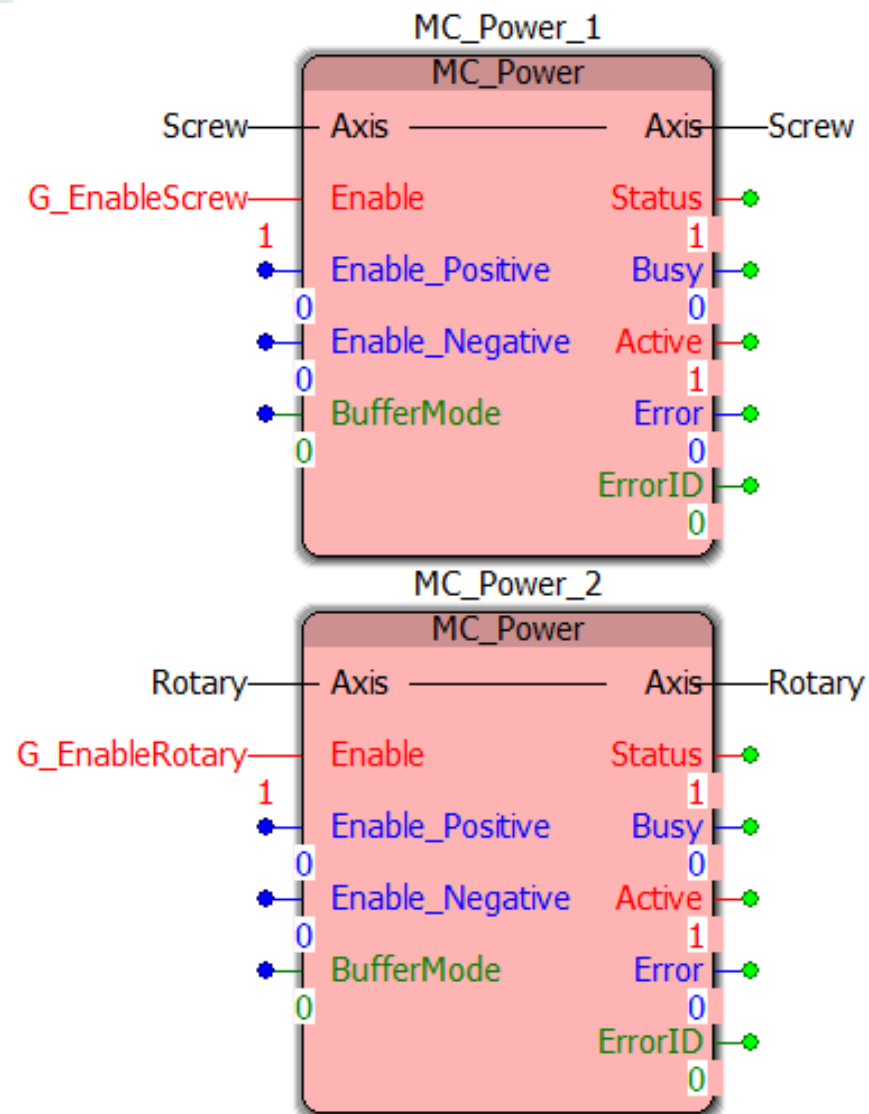 MC_Power_1
MC_Power
Screw Axis Axis Screw
G_EnableScrew Enable Status
1 1
Enable_Positive Busy
0 0
Enable_Negative Active
0 1
BufferMode Error
0 0
ErrorID
0
MC_Power_2
MC_Power
Rotary Axis Axis Rotary
G_EnableRotary Enable Status
1 1
Enable_Positive Busy
0 0
Enable_Negative Active
0 1
BufferMode Error
0 0
ErrorID
0